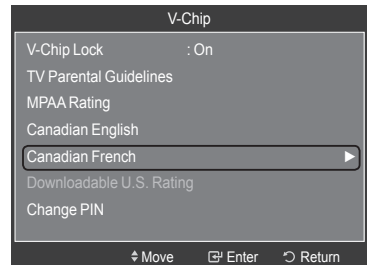 V-Chip
V-Chip Lock : On
TV Parental Guidelines
MPAA Rating
Canadian English
Canadian French
Downloadable U.S. Rating
Change PIN
Move Enter Return